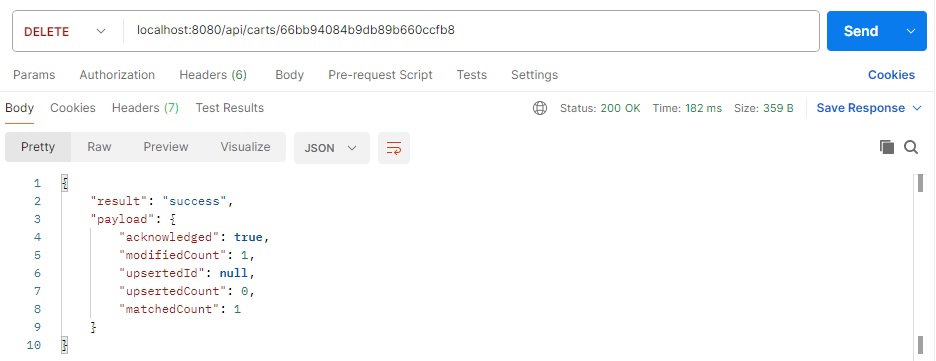 DELETE localhost:8080/api/carts/66bb94084b9db89b660ccfb8 Send
Params Authorization Headers (6) Body Pre-request Script Tests Settings Cookies
Body Cookies Headers (7) Test Results Status: 200 OK Time: 182 ms Size: 359 B Save Response
Pretty Raw Preview Visualize JSON
1 {
2 "result": "success",
3 "payload": {
4 "acknowledged": true,
5 "modifiedCount": 1,
6 "upsertedId": null,
7 "upsertedCount": 0,
8 "matchedCount": 1
9 }
10 }